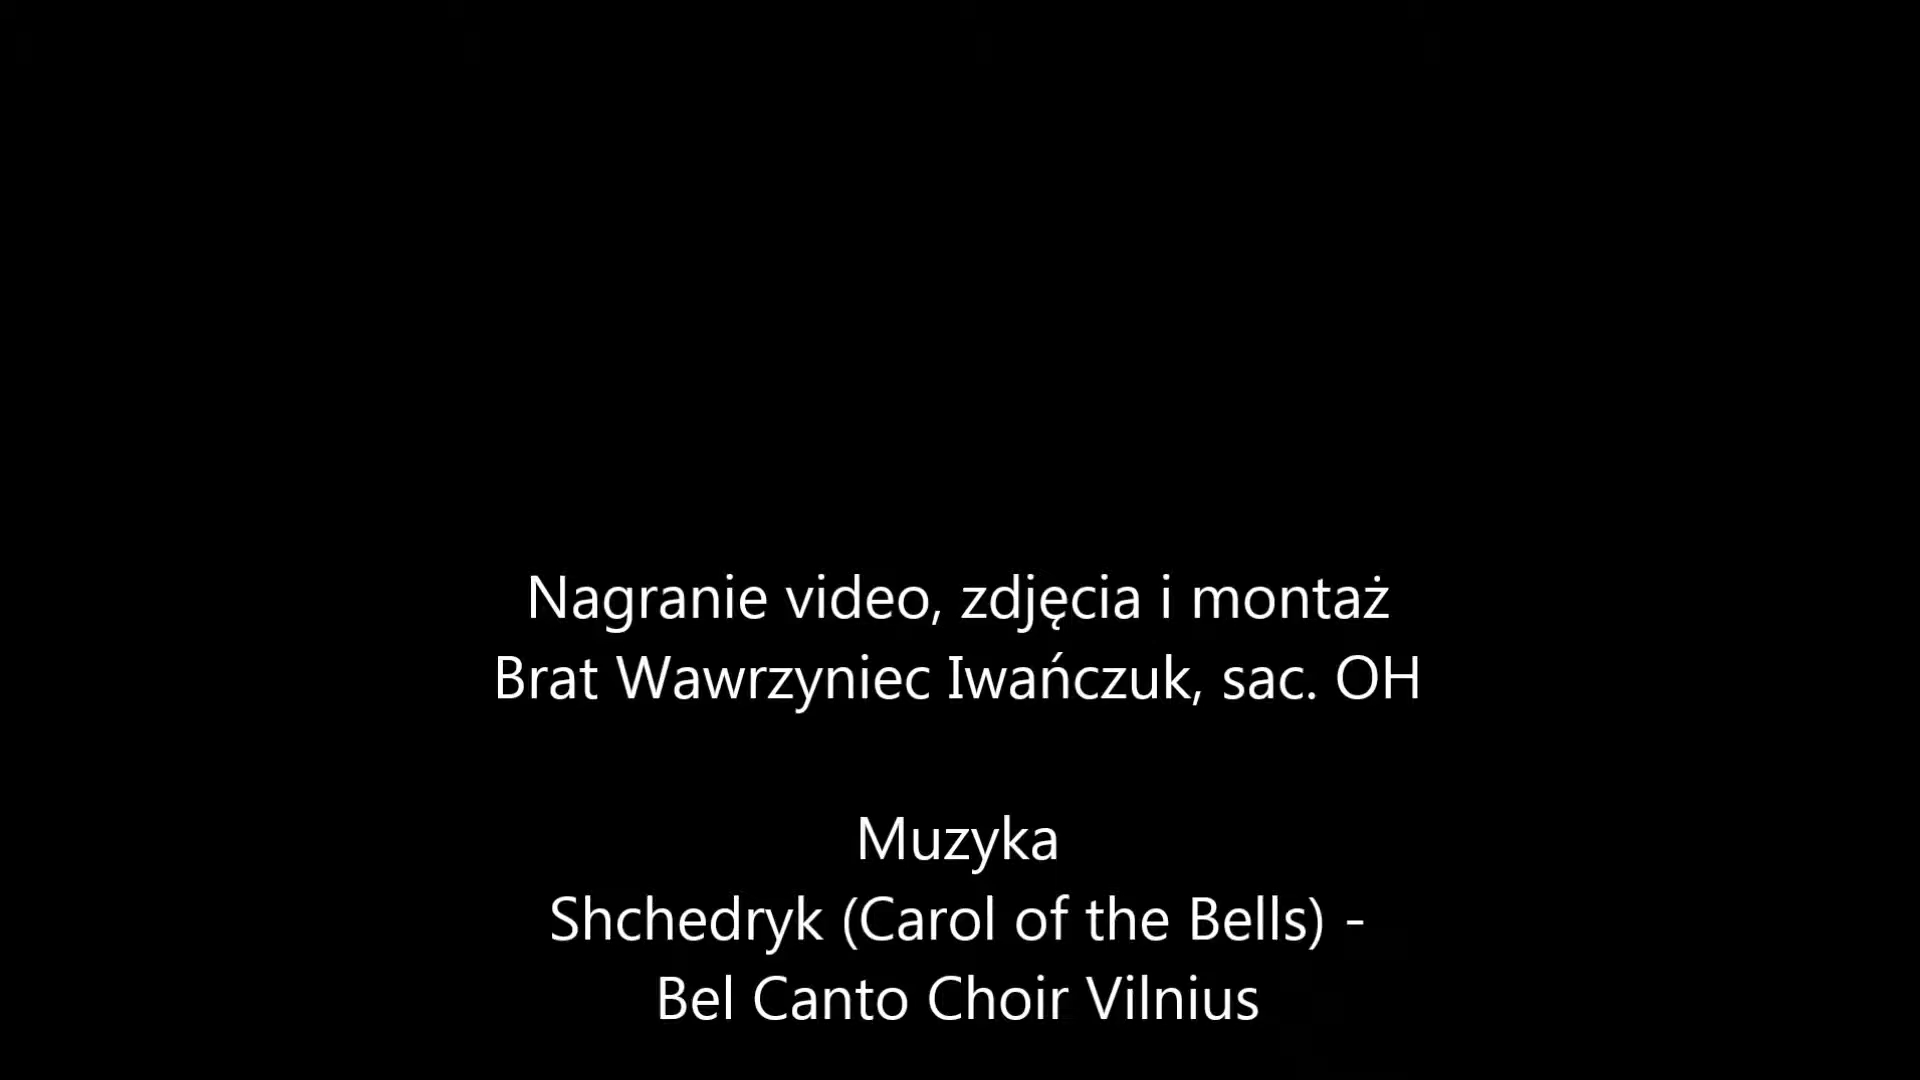 Nagranie video, zdjęcia i montaż
Brat Wawrzyniec Iwańczuk, sac. OH
Muzyka
Shchedryk (Carol of the Bells) -
Bel Canto Choir Vilnius